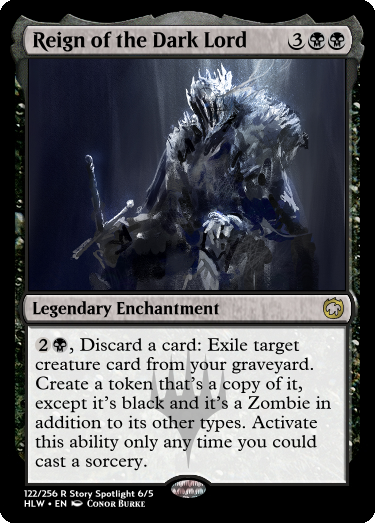 Reign of the Dark Lord 3
Legendary Enchantment
2, Discard a card: Exile target
creature card from your graveyard.
Create a token that's a copy of it,
except it's black and it's a Zombie in
addition to its other types. Activate
this ability only any time you could
cast a sorcery.
122/256 R Story Spotlight 6/5
HLW • EN Conor Burke